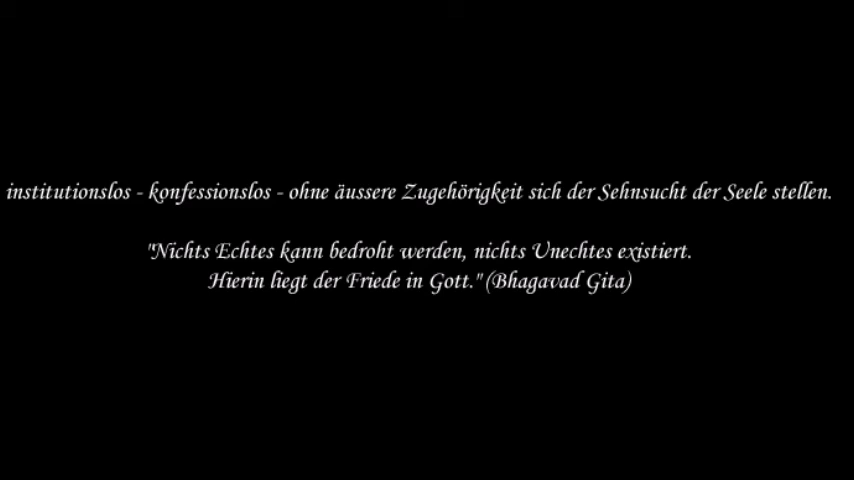 institutionslos - konfessionslos - ohne äussere Zugehörigkeit sich der Sehnsucht der Seele stellen.
"Nichts Echtes kann bedroht werden, nichts Unechtes existiert.
Hierin liegt der Friede in Gott." (Bhagavad Gita)